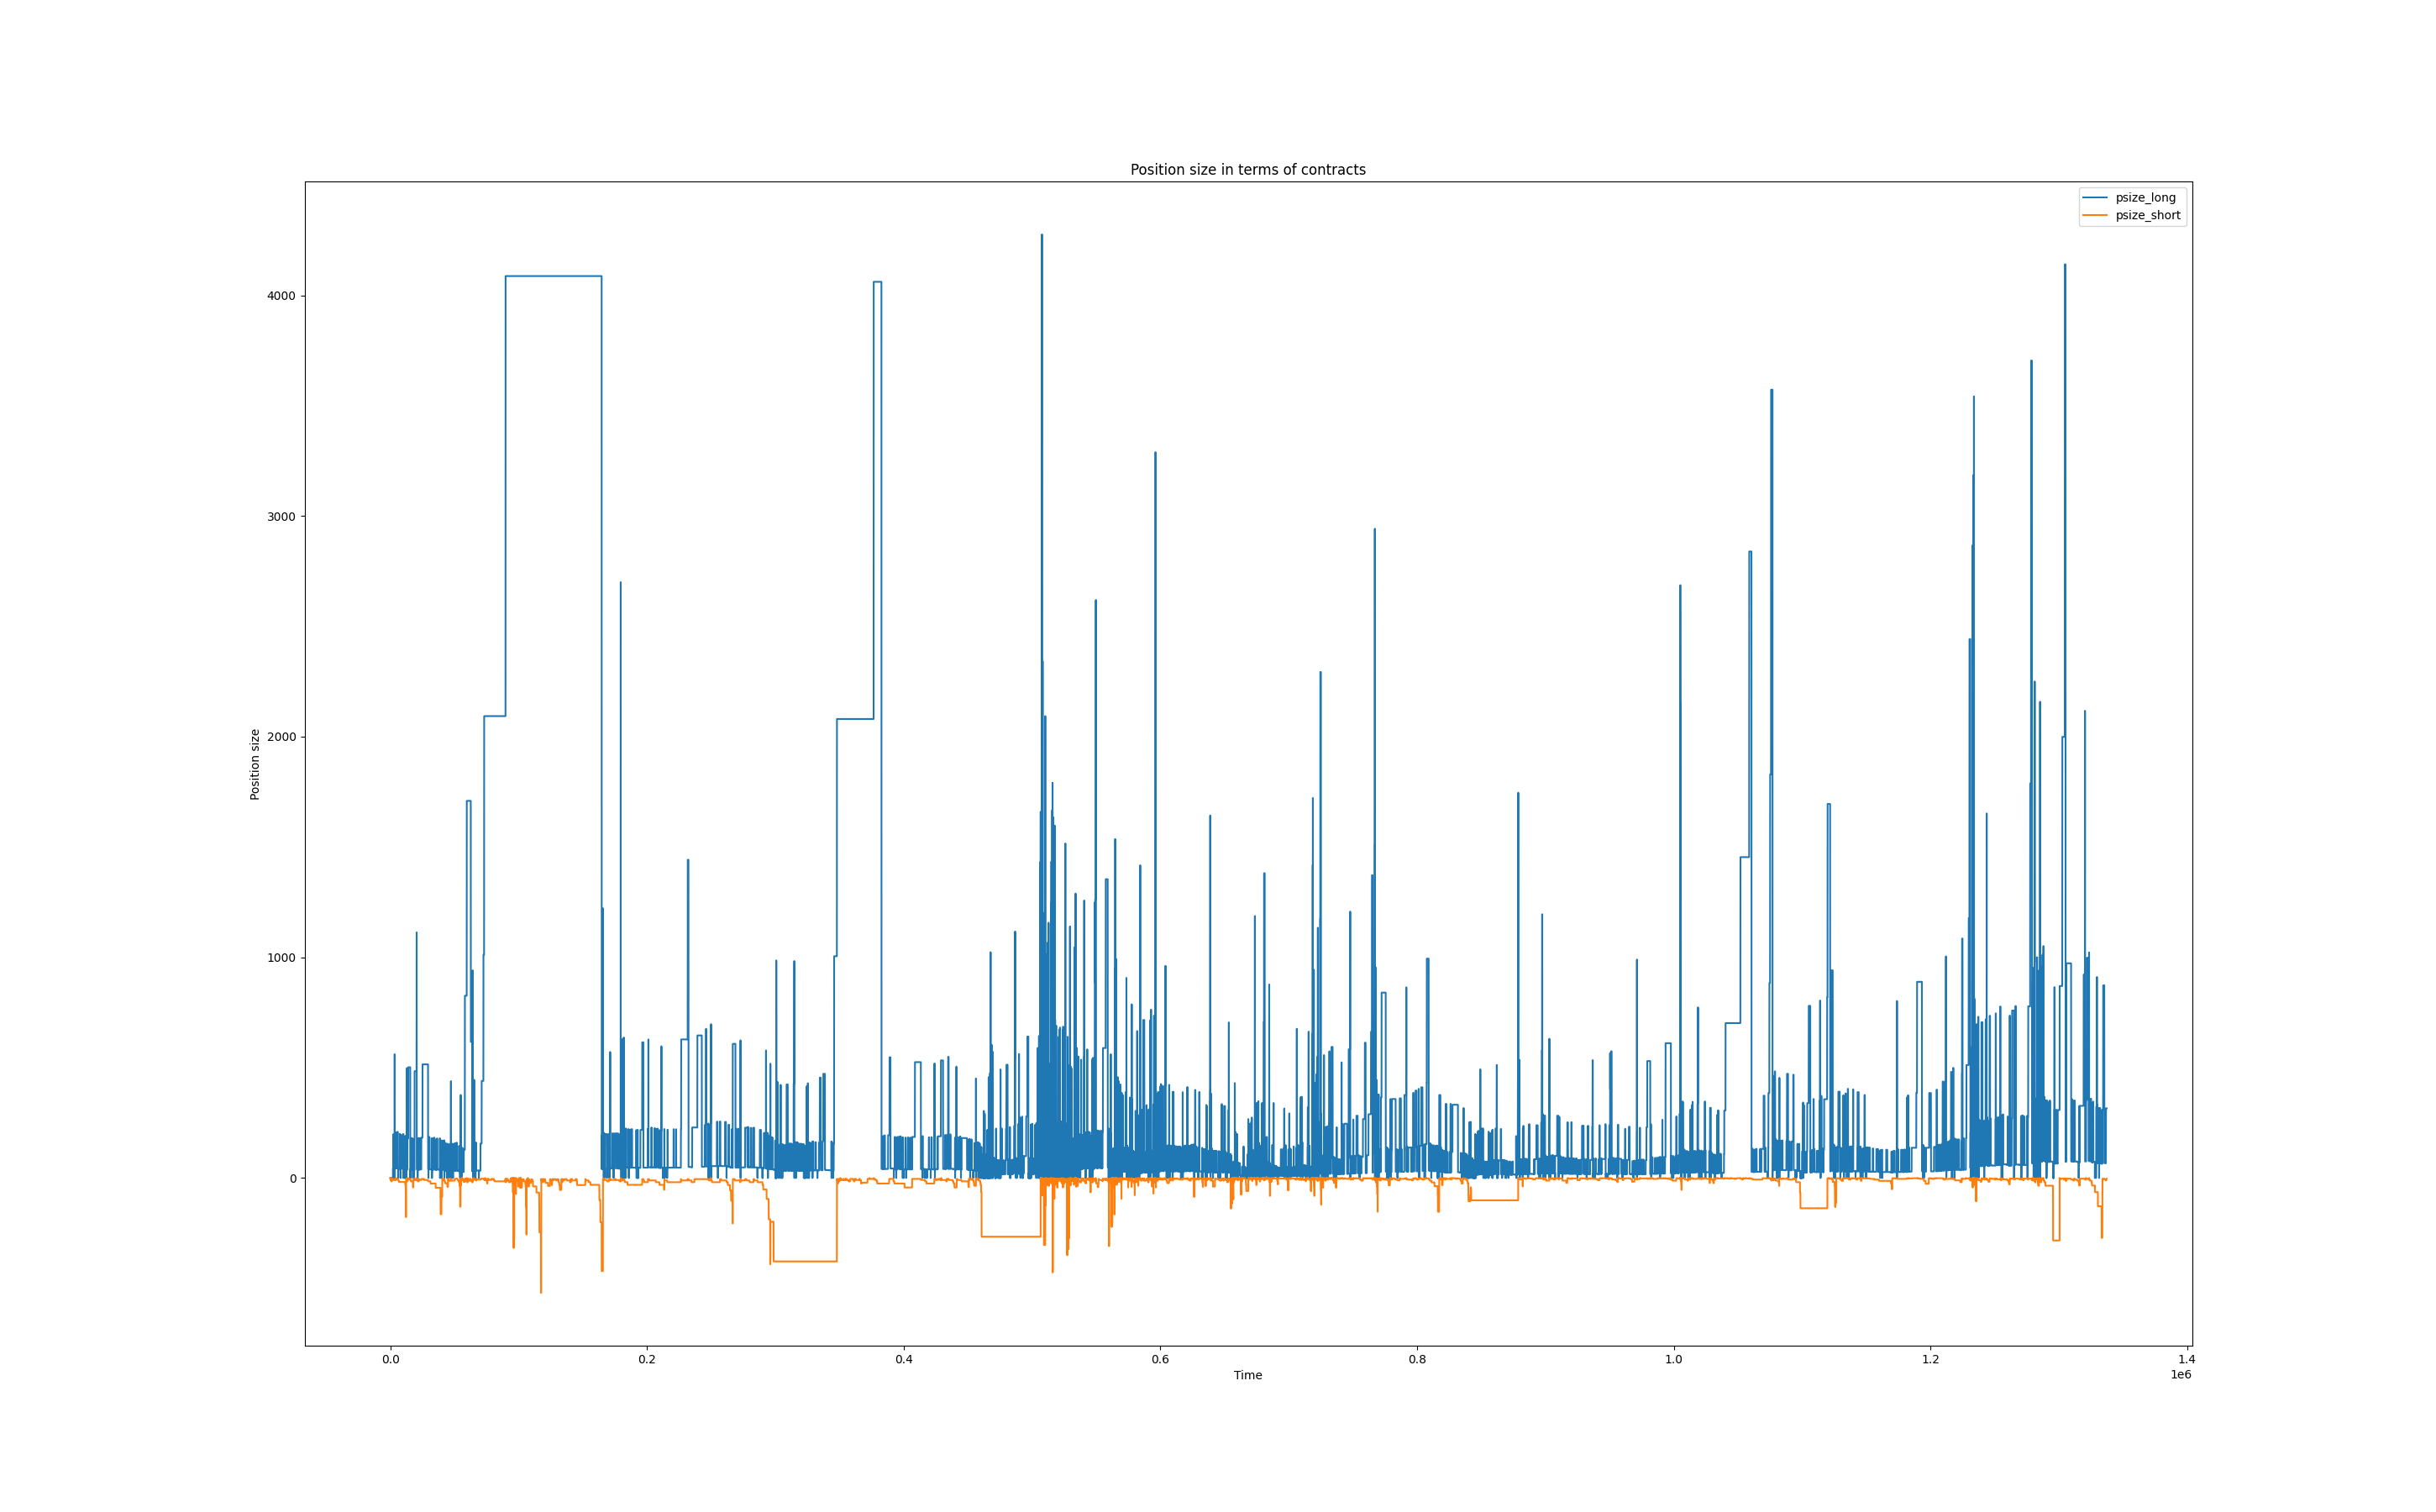 Position size in terms of contracts
psize_long
psize_short
Position size
4000
3000
2000
1000
0
0.0 0.2 0.4 0.6 0.8 1.0 1.2 1.4
Time
1e6